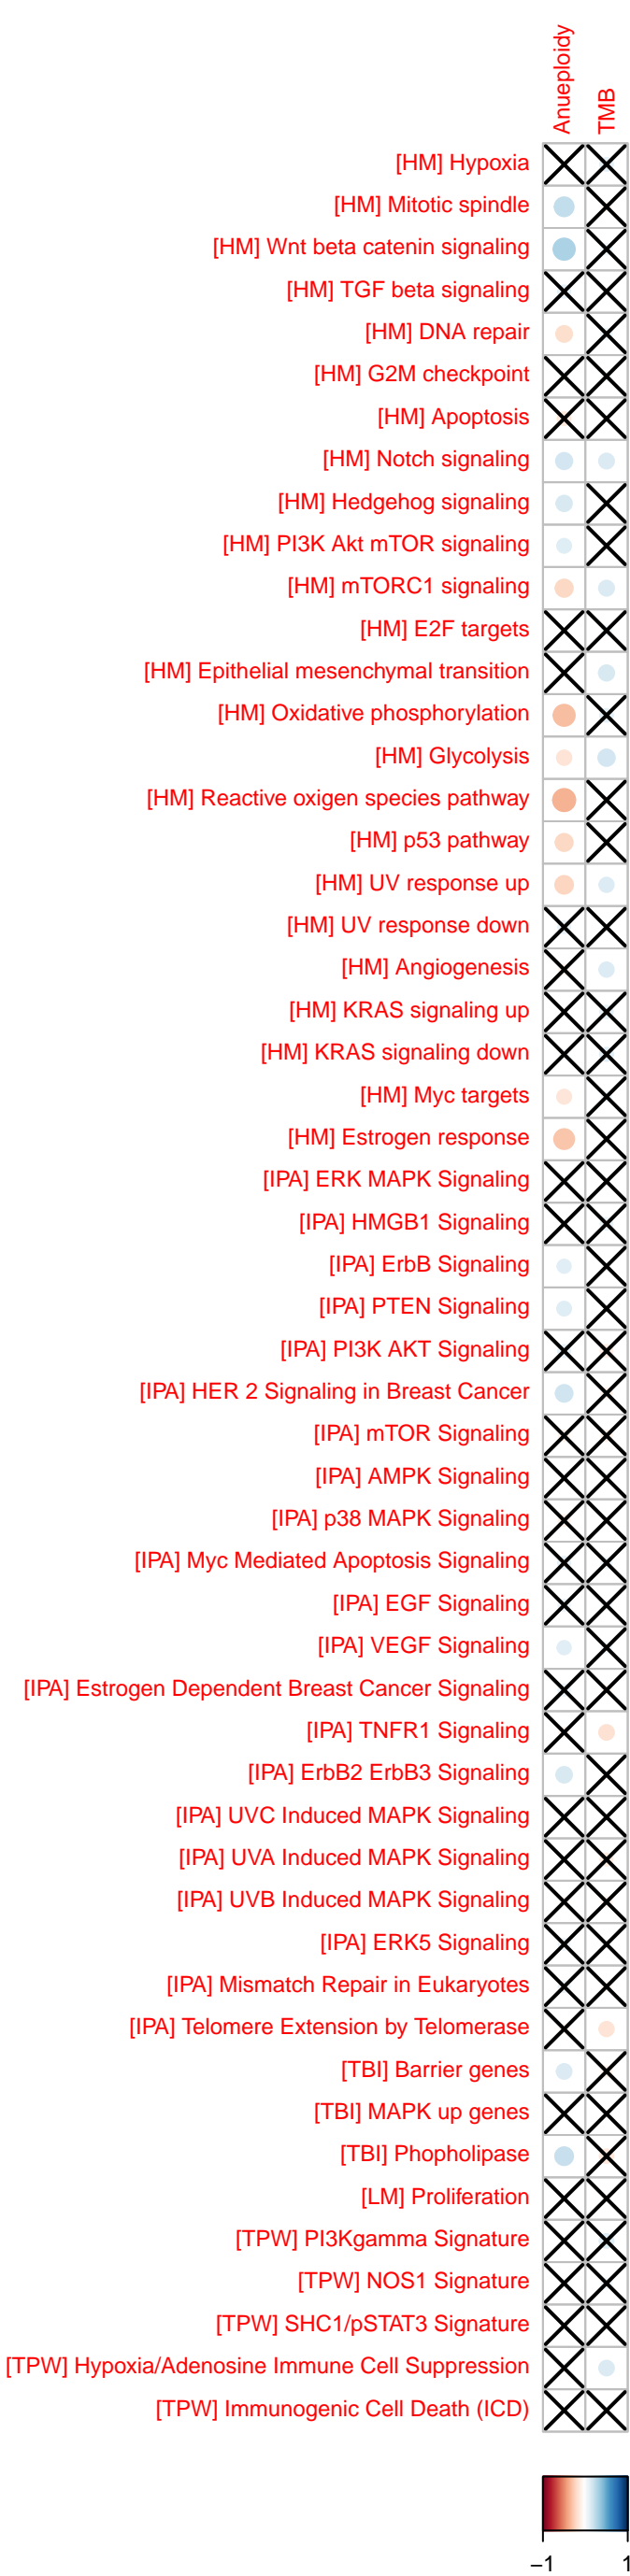 Anueploidy
TMB
[HM] Hypoxia
[HM] Mitotic spindle
[HM] Wnt beta catenin signaling
[HM] TGF beta signaling
[HM] DNA repair
[HM] G2M checkpoint
[HM] Apoptosis
[HM] Notch signaling
[HM] Hedgehog signaling
[HM] PI3K Akt mTOR signaling
[HM] mTORC1 signaling
[HM] E2F targets
[HM] Epithelial mesenchymal transition
[HM] Oxidative phosphorylation
[HM] Glycolysis
[HM] Reactive oxigen species pathway
[HM] p53 pathway
[HM] UV response up
[HM] UV response down
[HM] Angiogenesis
[HM] KRAS signaling up
[HM] KRAS signaling down
[HM] Myc targets
[HM] Estrogen response
[IPA] ERK MAPK Signaling
[IPA] HMGB1 Signaling
[IPA] ErbB Signaling
[IPA] PTEN Signaling
[IPA] PI3K AKT Signaling
[IPA] HER 2 Signaling in Breast Cancer
[IPA] mTOR Signaling
[IPA] AMPK Signaling
[IPA] p38 MAPK Signaling
[IPA] Myc Mediated Apoptosis Signaling
[IPA] EGF Signaling
[IPA] VEGF Signaling
[IPA] Estrogen Dependent Breast Cancer Signaling
[IPA] TNFR1 Signaling
[IPA] ErbB2 ErbB3 Signaling
[IPA] UVC Induced MAPK Signaling
[IPA] UVA Induced MAPK Signaling
[IPA] UVB Induced MAPK Signaling
[IPA] ERK5 Signaling
[IPA] Mismatch Repair in Eukaryotes
[IPA] Telomere Extension by Telomerase
[TBI] Barrier genes
[TBI] MAPK up genes
[TBI] Phopholipase
[LM] Proliferation
[TPW] PI3Kgamma Signature
[TPW] NOS1 Signature
[TPW] SHC1/pSTAT3 Signature
[TPW] Hypoxia/Adenosine Immune Cell Suppression
[TPW] Immunogenic Cell Death (ICD)
−1 1